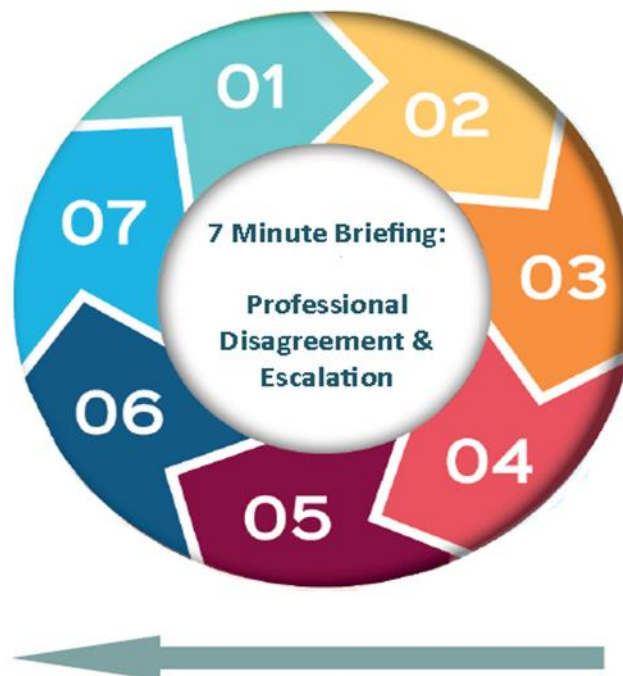 01
02
03
04
05
06
07
7 Minute Briefing:
Professional
Disagreement &
Escalation